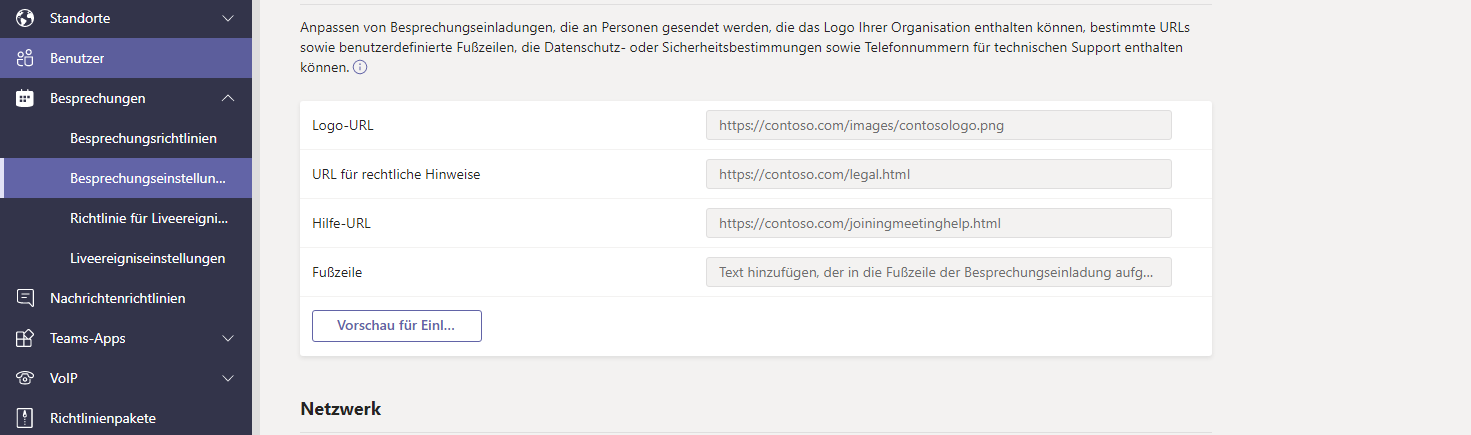 Standorte
Benutzer
Besprechungen
Besprechungsrichtlinien
Besprechungseinstellun...
Richtlinie für Liveereigni...
Liveereigniseinstellungen
Nachrichtenrichtlinien
Teams-Apps
VoIP
Richtlinienpakete
Anpassen von Besprechungseinladungen, die an Personen gesendet werden, die das Logo Ihrer Organisation enthalten können, bestimmte URLs
sowie benutzerdefinierte Fußzeilen, die Datenschutz- oder Sicherheitsbestimmungen sowie Telefonnummern für technischen Support enthalten
können.
Logo-URL https://contoso.com/images/contosologo.png
URL für rechtliche Hinweise https://contoso.com/legal.html
Hilfe-URL https://contoso.com/joiningmeetinghelp.html
Fußzeile Text hinzufügen, der in die Fußzeile der Besprechungseinladung aufg...
Vorschau für Einl...
Netzwerk